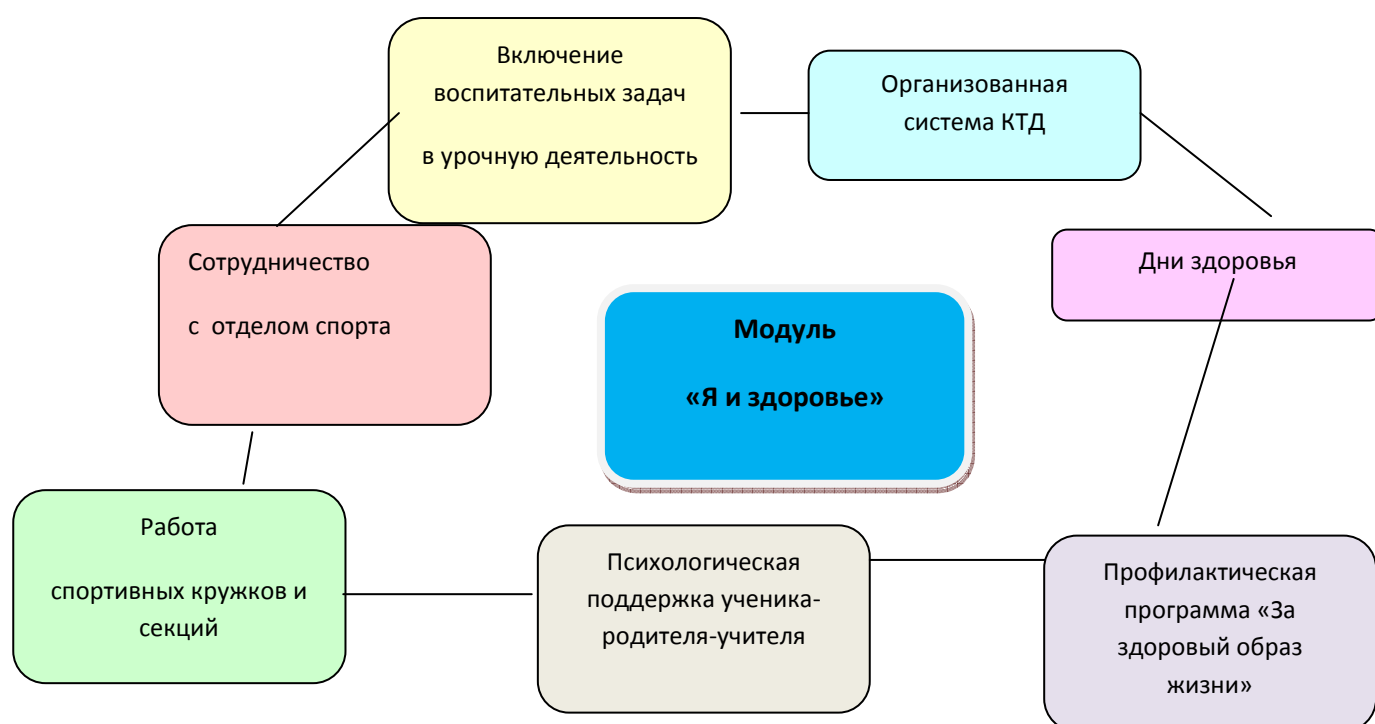 Включение
воспитательных задач
в урочную деятельность
Организованная
система КТД
Сотрудничество
с отделом спорта
Дни здоровья
Модуль
«Я и здоровье»
Работа
спортивных кружков и
секций
Психологическая
поддержка ученика-
родителя-учителя
Профилактическая
программа «За
здоровый образ
жизни»